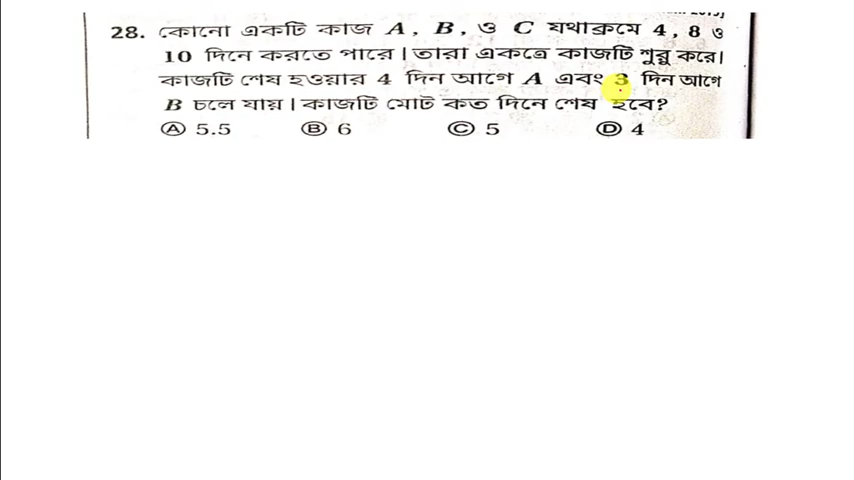 28. কোনো একটি কাজ A, B, ও C যথাক্রমে 4, 8 ও
10 দিনে করতে পারে। তারা একত্রে কাজটি শুরু করে।
কাজটি শেষ হওয়ার 4 দিন আগে A এবং 3 দিন আগে
B চলে যায়। কাজটি মোট কত দিনে শেষ হবে?
Ⓐ 5.5 Ⓑ 6 Ⓒ 5 Ⓓ 4